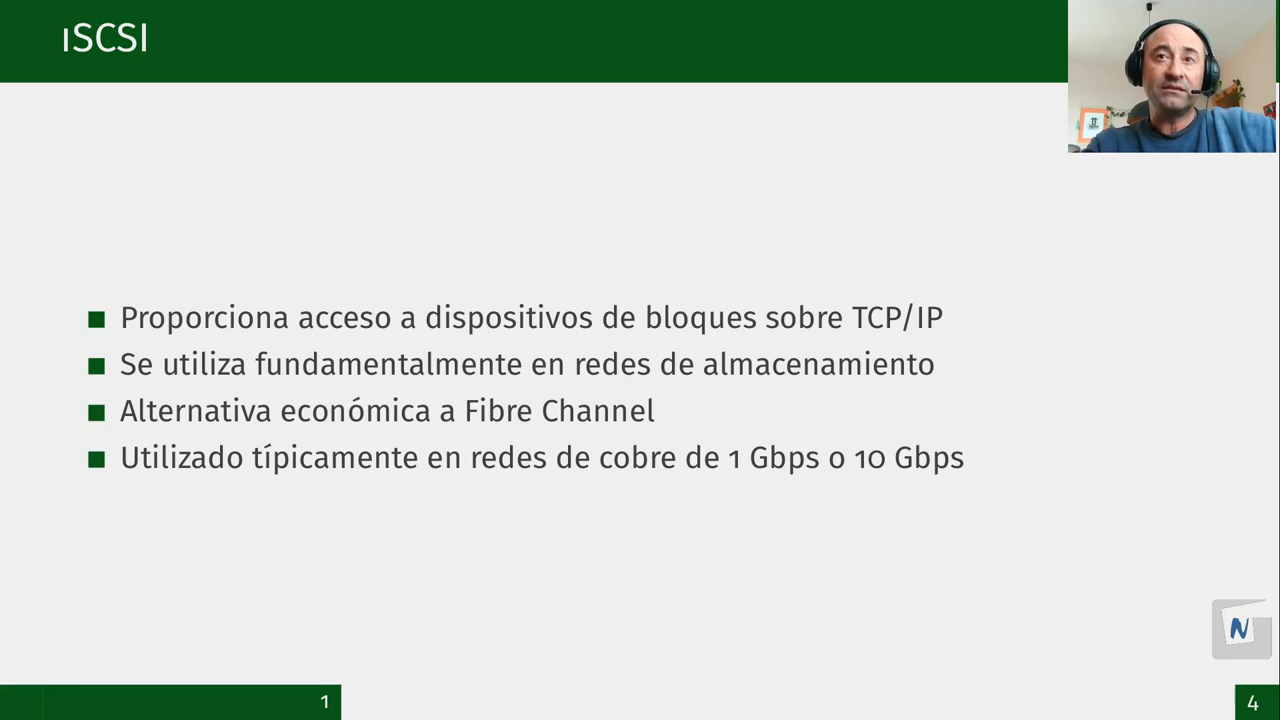 iSCSI
Proporciona acceso a dispositivos de bloques sobre TCP/IP
Se utiliza fundamentalmente en redes de almacenamiento
Alternativa económica a Fibre Channel
Utilizado típicamente en redes de cobre de 1 Gbps o 10 Gbps
N
1
4